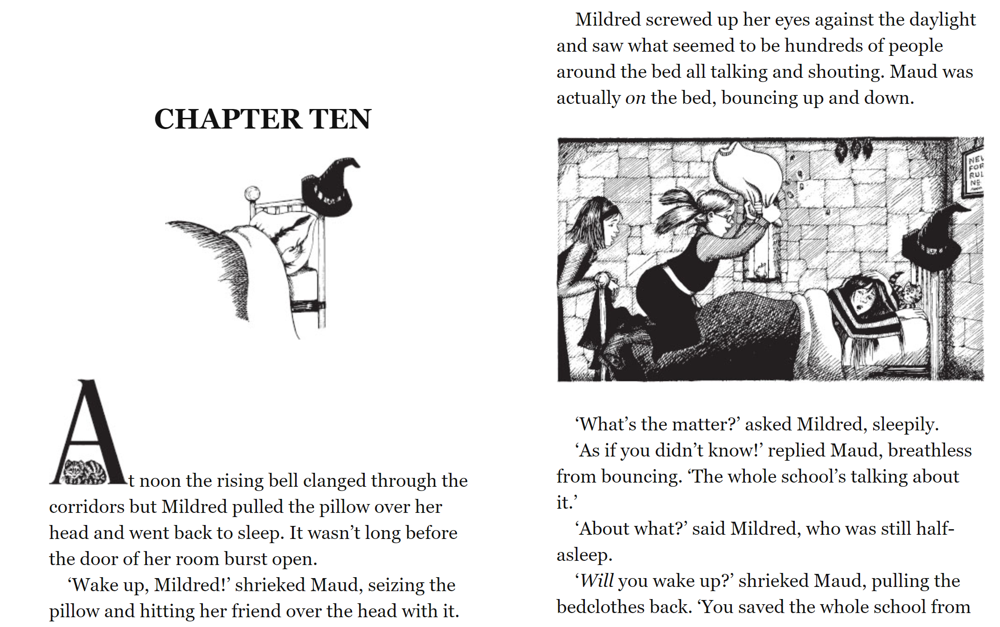 CHAPTER TEN
At noon the rising bell clanged through the
corridors but Mildred pulled the pillow over her
head and went back to sleep. It wasn’t long before
the door of her room burst open.
‘Wake up, Mildred!’ shrieked Maud, seizing the
pillow and hitting her friend over the head with it.
Mildred screwed up her eyes against the daylight
and saw what seemed to be hundreds of people
around the bed all talking and shouting. Maud was
actually on the bed, bouncing up and down.
NEW
FOR
RUL
No.
‘What’s the matter?’ asked Mildred, sleepily.
‘As if you didn’t know!’ replied Maud, breathless
from bouncing. ‘The whole school’s talking about
it.’
‘About what?’ said Mildred, who was still half-
asleep.
‘Will you wake up?’ shrieked Maud, pulling the
bedclothes back. ‘You saved the whole school from